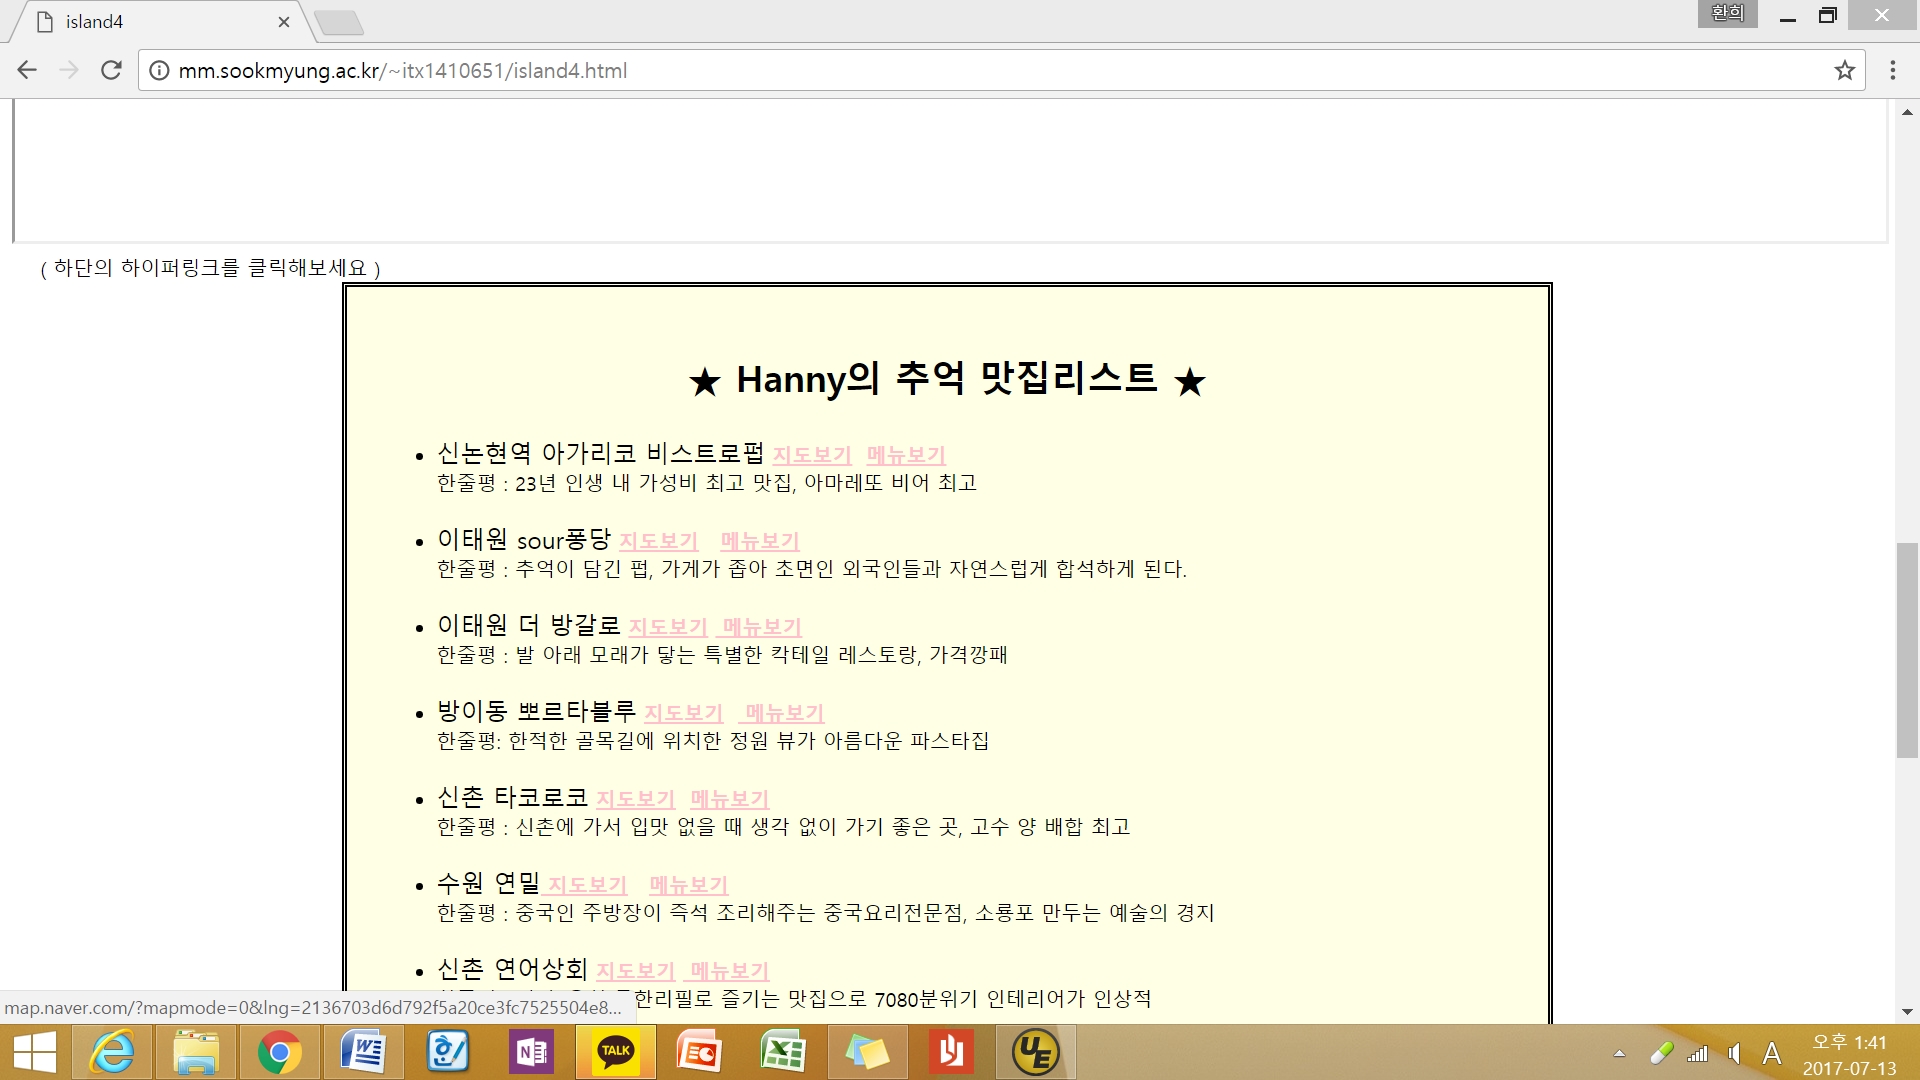 island4
환희
mm.sookmyung.ac.kr/~itx1410651/island4.html
( 하단의 하이퍼링크를 클릭해보세요 )
★ Hanny의 추억 맛집리스트 ★
• 신논현역 아가리코 비스트로펍 지도보기 메뉴보기
한줄평 : 23년 인생 내 가성비 최고 맛집, 아마레또 비어 최고
• 이태원 sour퐁당 지도보기 메뉴보기
한줄평 : 추억이 담긴 펍, 가게가 좁아 초면인 외국인들과 자연스럽게 합석하게 된다.
• 이태원 더 방갈로 지도보기 메뉴보기
한줄평 : 발 아래 모래가 닿는 특별한 칵테일 레스토랑, 가격깡패
• 방이동 뽀르타블루 지도보기 메뉴보기
한줄평: 한적한 골목길에 위치한 정원 뷰가 아름다운 파스타집
• 신촌 타코로코 지도보기 메뉴보기
한줄평 : 신촌에 가서 입맛 없을 때 생각 없이 가기 좋은 곳, 고수 양 배합 최고
• 수원 연밀 지도보기 메뉴보기
한줄평 : 중국인 주방장이 즉석 조리해주는 중국요리전문점, 소룡포 만두는 예술의 경지
• 신촌 연어상회 지도보기 메뉴보기
즐기는 맛집으로 7080분위기 인테리어가 인상적
map.naver.com/?mapmode=0&lng=2136703d6d792f5a20ce3fc7525504e8...
TALK
A
오후 1:41
2017-07-13